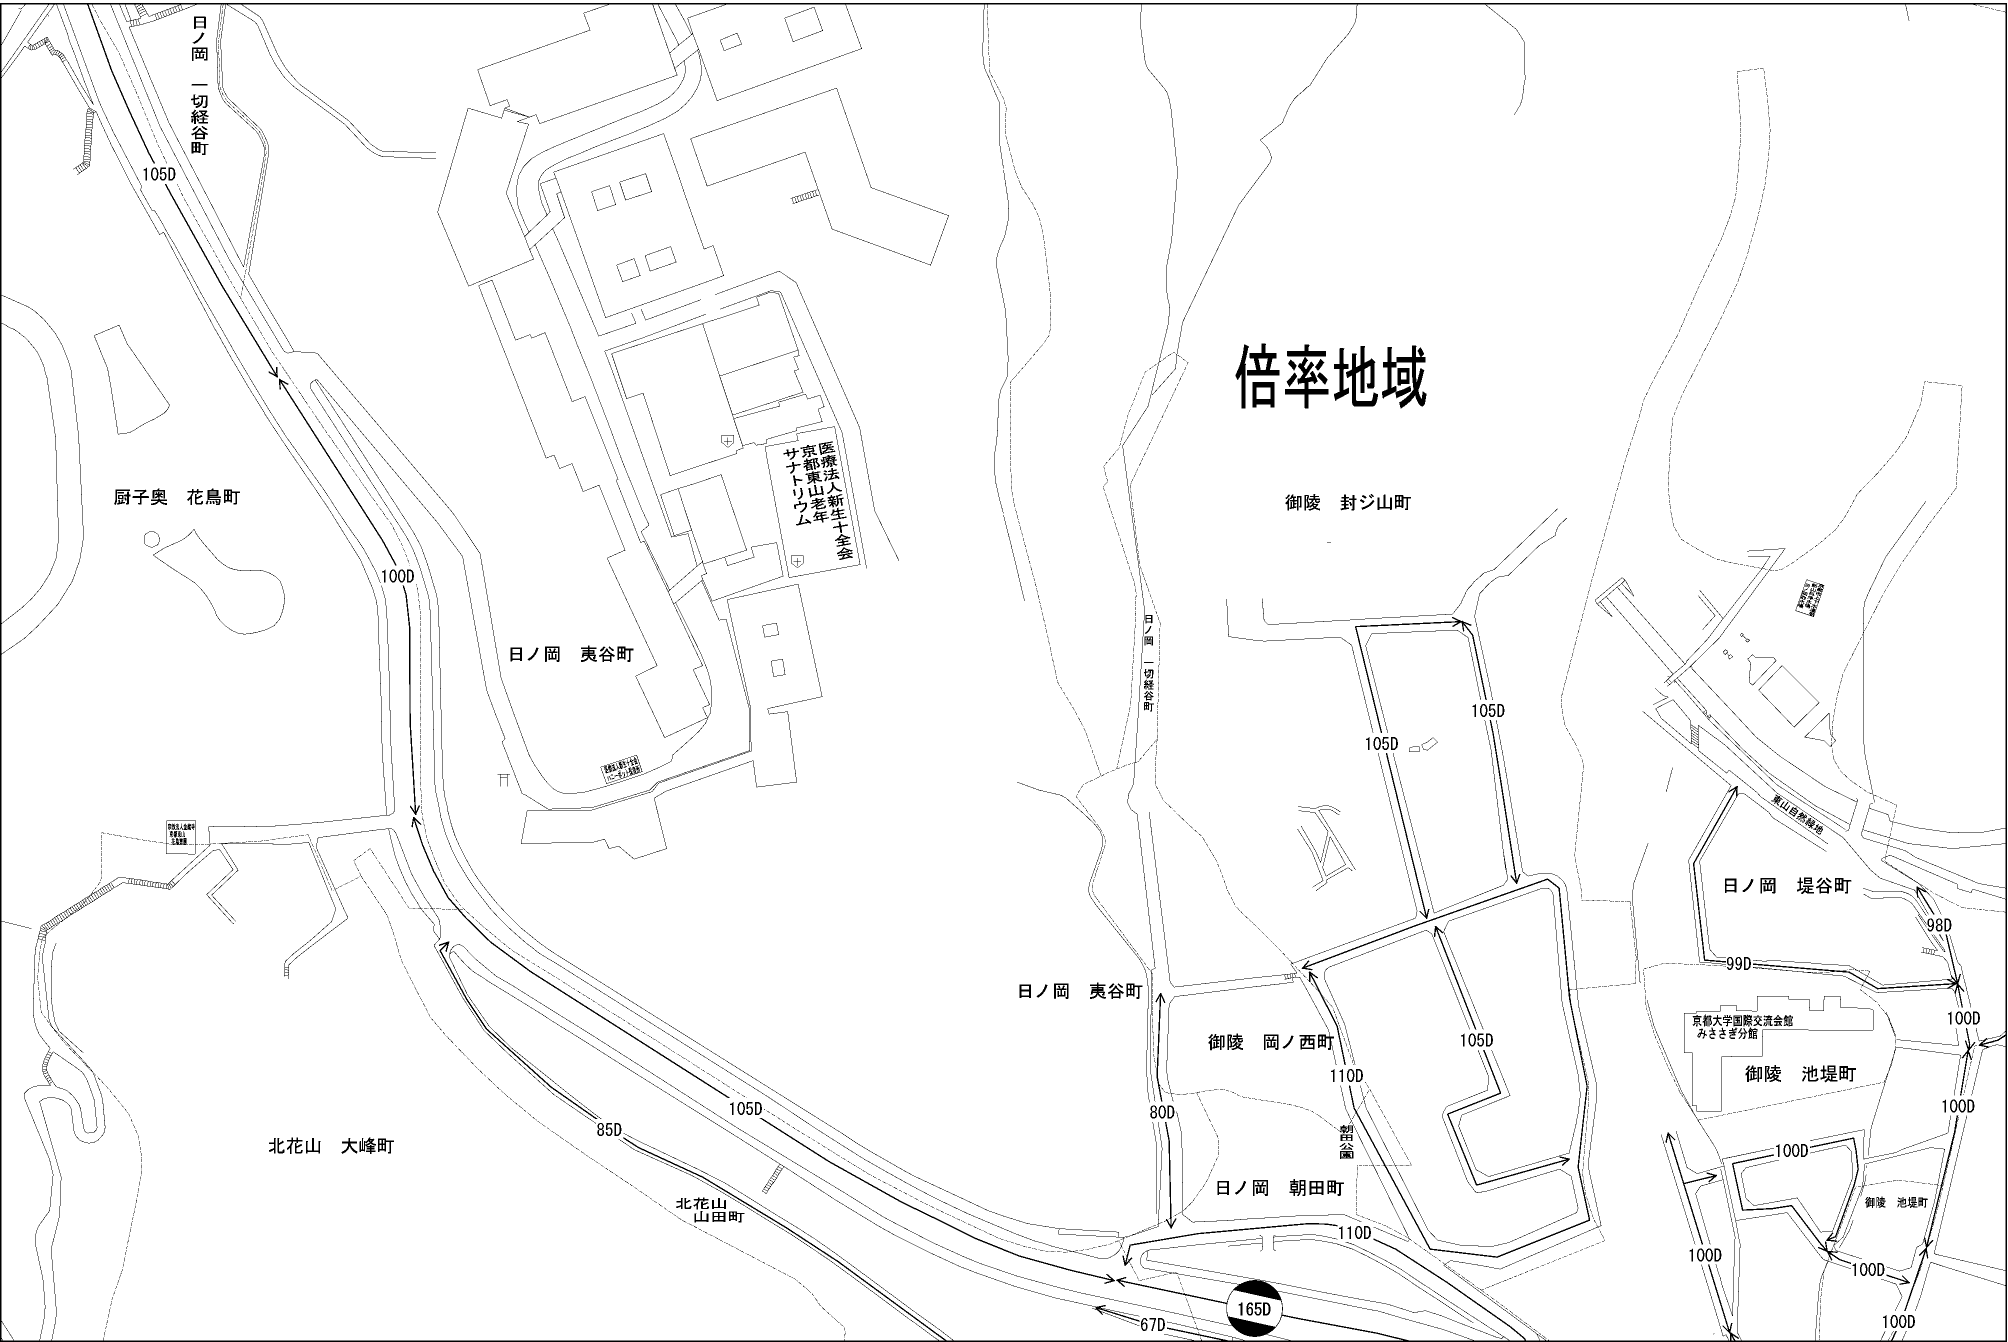 日ノ岡　一切経谷町
105D
倍率地域
医療法人新生十全会
京都東山老年
サナトリウム
厨子奥　花鳥町
御陵　封ジ山町
100D
日ノ岡　夷谷町
日ノ岡　一切経谷町
105D
105D
東山自然緑地
日ノ岡　堤谷町
98D
99D
日ノ岡　夷谷町
京都大学国際交流会館
みささぎ分館
100D
御陵　岡ノ西町
105D
110D
御陵　池堤町
105D
80D
100D
85D
朝田公園
北花山　大峰町
100D
日ノ岡　朝田町
北花山
山田町
御陵　池堤町
110D
100D
100D
165D
67D
100D